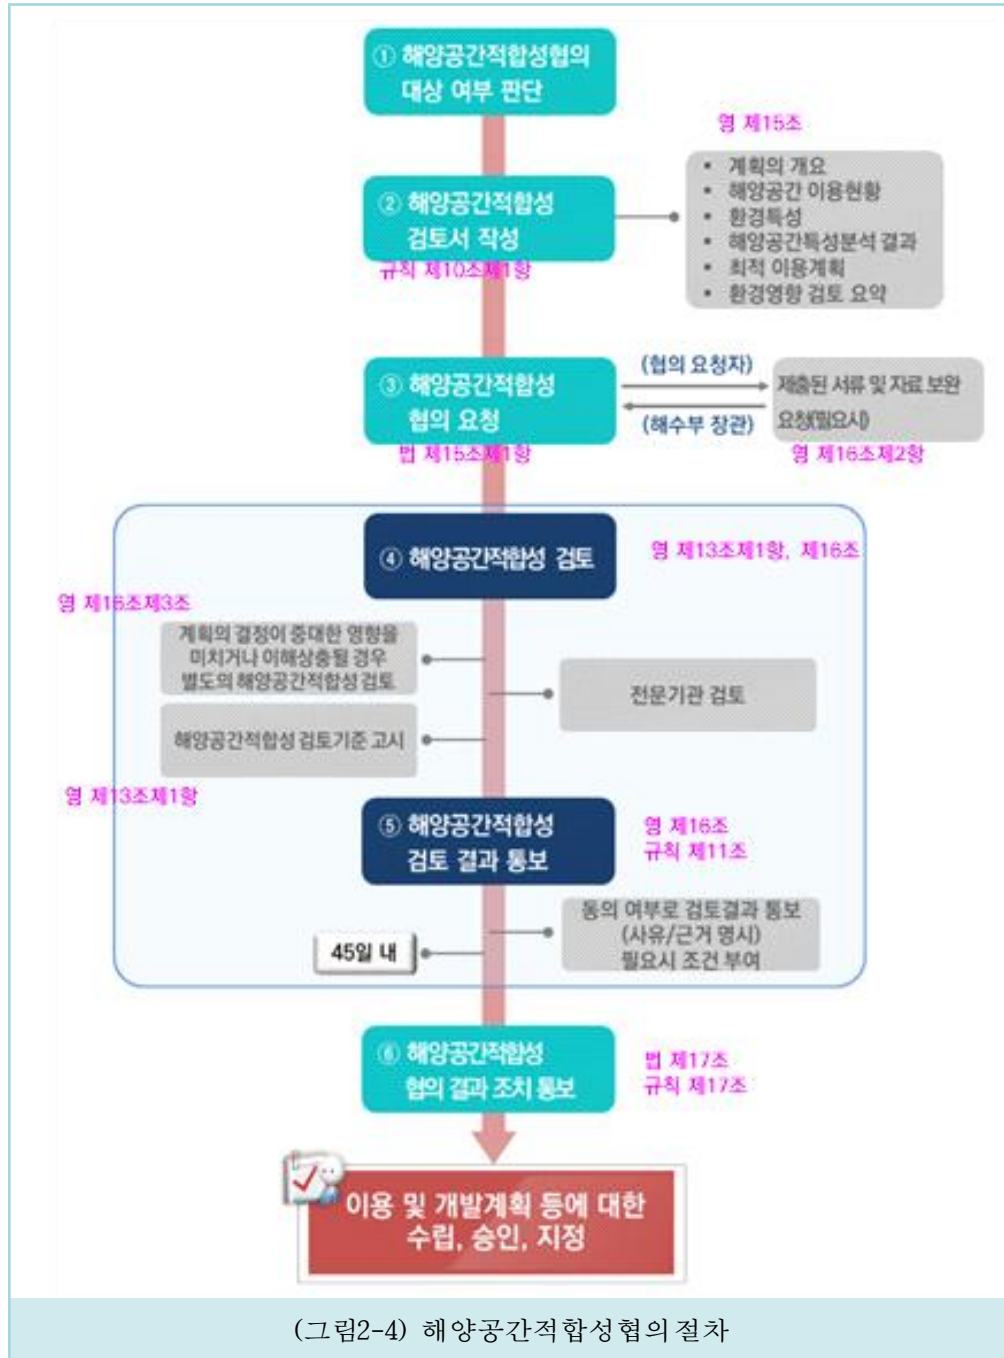 ① 해양공간적합성협의
대상 여부 판단
영 제15조
② 해양공간적합성
검토서 작성
규칙 제10조제1항
• 계획의 개요
• 해양공간 이용현황
• 환경특성
• 해양공간특성분석 결과
• 최적 이용계획
• 환경영향 검토 요약
③ 해양공간적합성
협의 요청
법 제15조제1항
(협의 요청자)
(해수부 장관)
제출된 서류 및 자료 보완
요청(필요시)
영 제16조제2항
④ 해양공간적합성 검토
영 제13조제1항, 제16조
영 제16조제3조
계획의 결정이 중대한 영향을
미치거나 이해상충될 경우
별도의 해양공간적합성 검토
전문기관 검토
해양공간적합성 검토기준 고시
영 제13조제1항
⑤ 해양공간적합성
검토 결과 통보
영 제16조
규칙 제11조
동의 여부로 검토결과 통보
(사유/근거 명시)
필요시 조건 부여
45일 내
⑥ 해양공간적합성
협의 결과 조치 통보
법 제17조
규칙 제17조
이용 및 개발계획 등에 대한
수립, 승인, 지정
(그림2-4) 해양공간적합성협의 절차